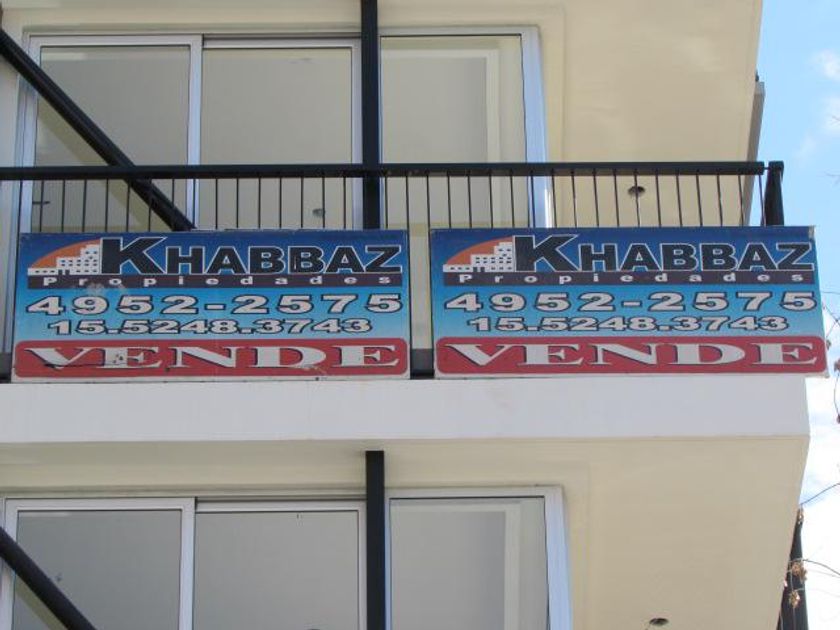 KHABBAZ
Propiedades
4952-2575
15.5248.3743
VENDE
KHABBAZ
Propiedades
4952-2575
15.5248.3743
VENDE